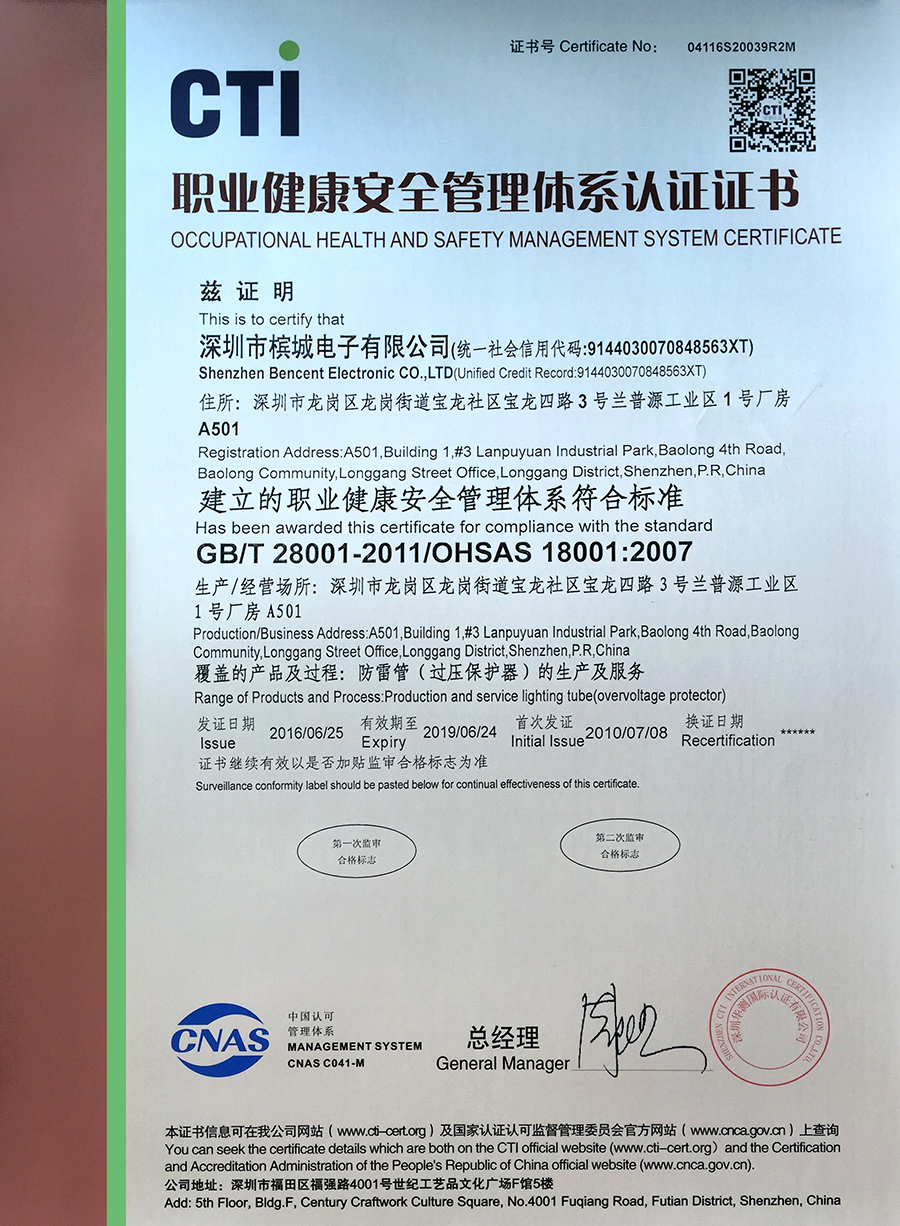 证书号 Certificate No: 04116S20039R2M
CTi
CTI
职业健康安全管理体系认证证书
OCCUPATIONAL HEALTH AND SAFETY MANAGEMENT SYSTEM CERTIFICATE
兹证明
This is to certify that
深圳市槟城电子有限公司(统一社会信用代码:9144030070848563XT)
Shenzhen Bencent Electronic CO.,LTD(Unified Credit Record:9144030070848563XT)
住所：深圳市龙岗区龙岗街道宝龙社区宝龙四路3号兰普源工业区1号厂房
A501
Registration Address:A501,Building 1,#3 Lanpuyuan Industrial Park,Baolong 4th Road,
Baolong Community,Longgang Street Office,Longgang District,Shenzhen,P.R,China
建立的职业健康安全管理体系符合标准
Has been awarded this certificate for compliance with the standard
GB/T 28001-2011/OHSAS 18001:2007
生产/经营场所：深圳市龙岗区龙岗街道宝龙社区宝龙四路3号兰普源工业区
1号厂房A501
Production/Business Address:A501,Building 1,#3 Lanpuyuan Industrial Park,Baolong 4th Road,Baolong
Community,Longgang Street Office,Longgang District,Shenzhen,P.R,China
覆盖的产品及过程：防雷管（过压保护器）的生产及服务
Range of Products and Process:Production and service lighting tube(overvoltage protector)
发证日期 2016/06/25 有效期至 2019/06/24 首次发证 2010/07/08 换证日期 ******
Issue Expiry Initial Issue Recertification
证书继续有效以是否加贴监审合格标志为准
Surveillance conformity label should be pasted below for continual effectiveness of this certificate.
第一次监审 第二次监审
合格标志 合格标志
CNAS
中国认可
管理体系
MANAGEMENT SYSTEM
CNAS C041-M
总经理
General Manager
SHENZHEN CTI INTERNATIONAL CERTIFICATION CO.,LTD.
深圳华测国际认证有限公司
本证书信息可在我公司网站（www.cti-cert.org）及国家认证认可监督管理委员会官方网站（www.cnca.gov.cn）上查询
You can seek the certificate details which are both on the CTI official website (www.cti-cert.org）and the Certification
and Accreditation Administration of the People's Republic of China official website (www.cnca.gov.cn).
公司地址：深圳市福田区福强路4001号世纪工艺品文化广场F馆5楼
Add: 5th Floor, Bldg.F, Century Craftwork Culture Square, No.4001 Fuqiang Road, Futian District, Shenzhen, China